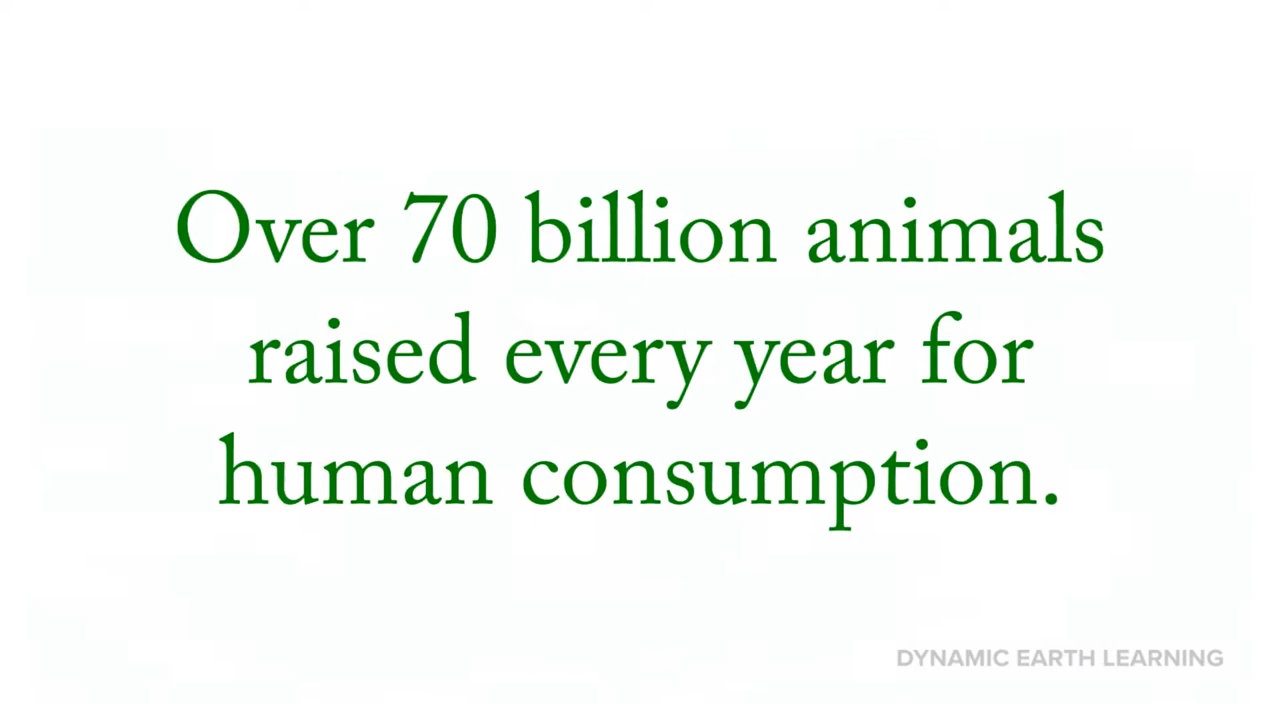 Over 70 billion animals
raised every year for
human consumption.
DYNAMIC EARTH LEARNING